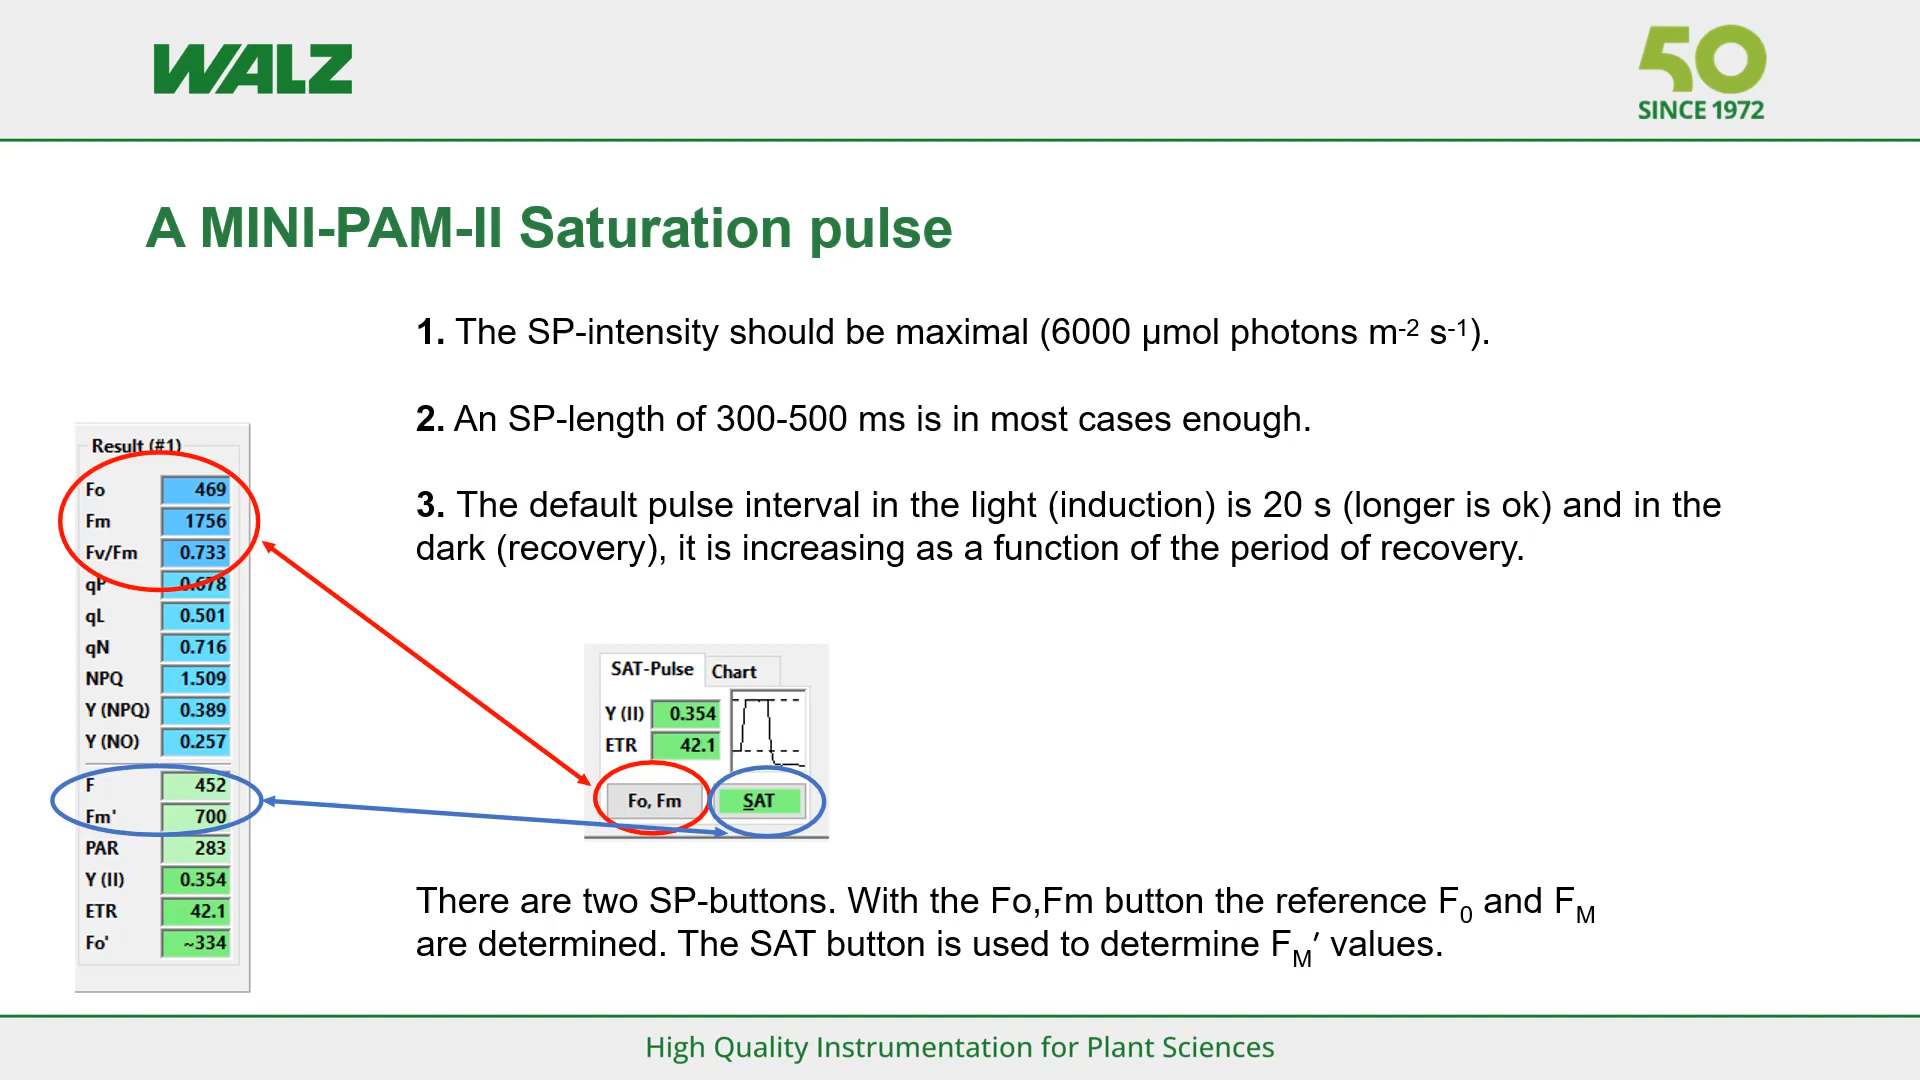 WALZ
50
SINCE 1972
A MINI-PAM-II Saturation pulse
1. The SP-intensity should be maximal (6000 µmol photons m-2 s-1).
2. An SP-length of 300-500 ms is in most cases enough.
3. The default pulse interval in the light (induction) is 20 s (longer is ok) and in the
dark (recovery), it is increasing as a function of the period of recovery.
Result (#1)
Fo 469
Fm 1756
Fv/Fm 0.733
qP 0.678
qL 0.501
qN 0.716
NPQ 1.509
Y (NPQ) 0.389
Y (NO) 0.257
F 452
Fm' 700
PAR 283
Y (II) 0.354
ETR 42.1
Fo' ~334
SAT-Pulse Chart
Y (II) 0.354
ETR 42.1
Fo, Fm SAT
There are two SP-buttons. With the Fo,Fm button the reference F0 and FM
are determined. The SAT button is used to determine FM′ values.
High Quality Instrumentation for Plant Sciences